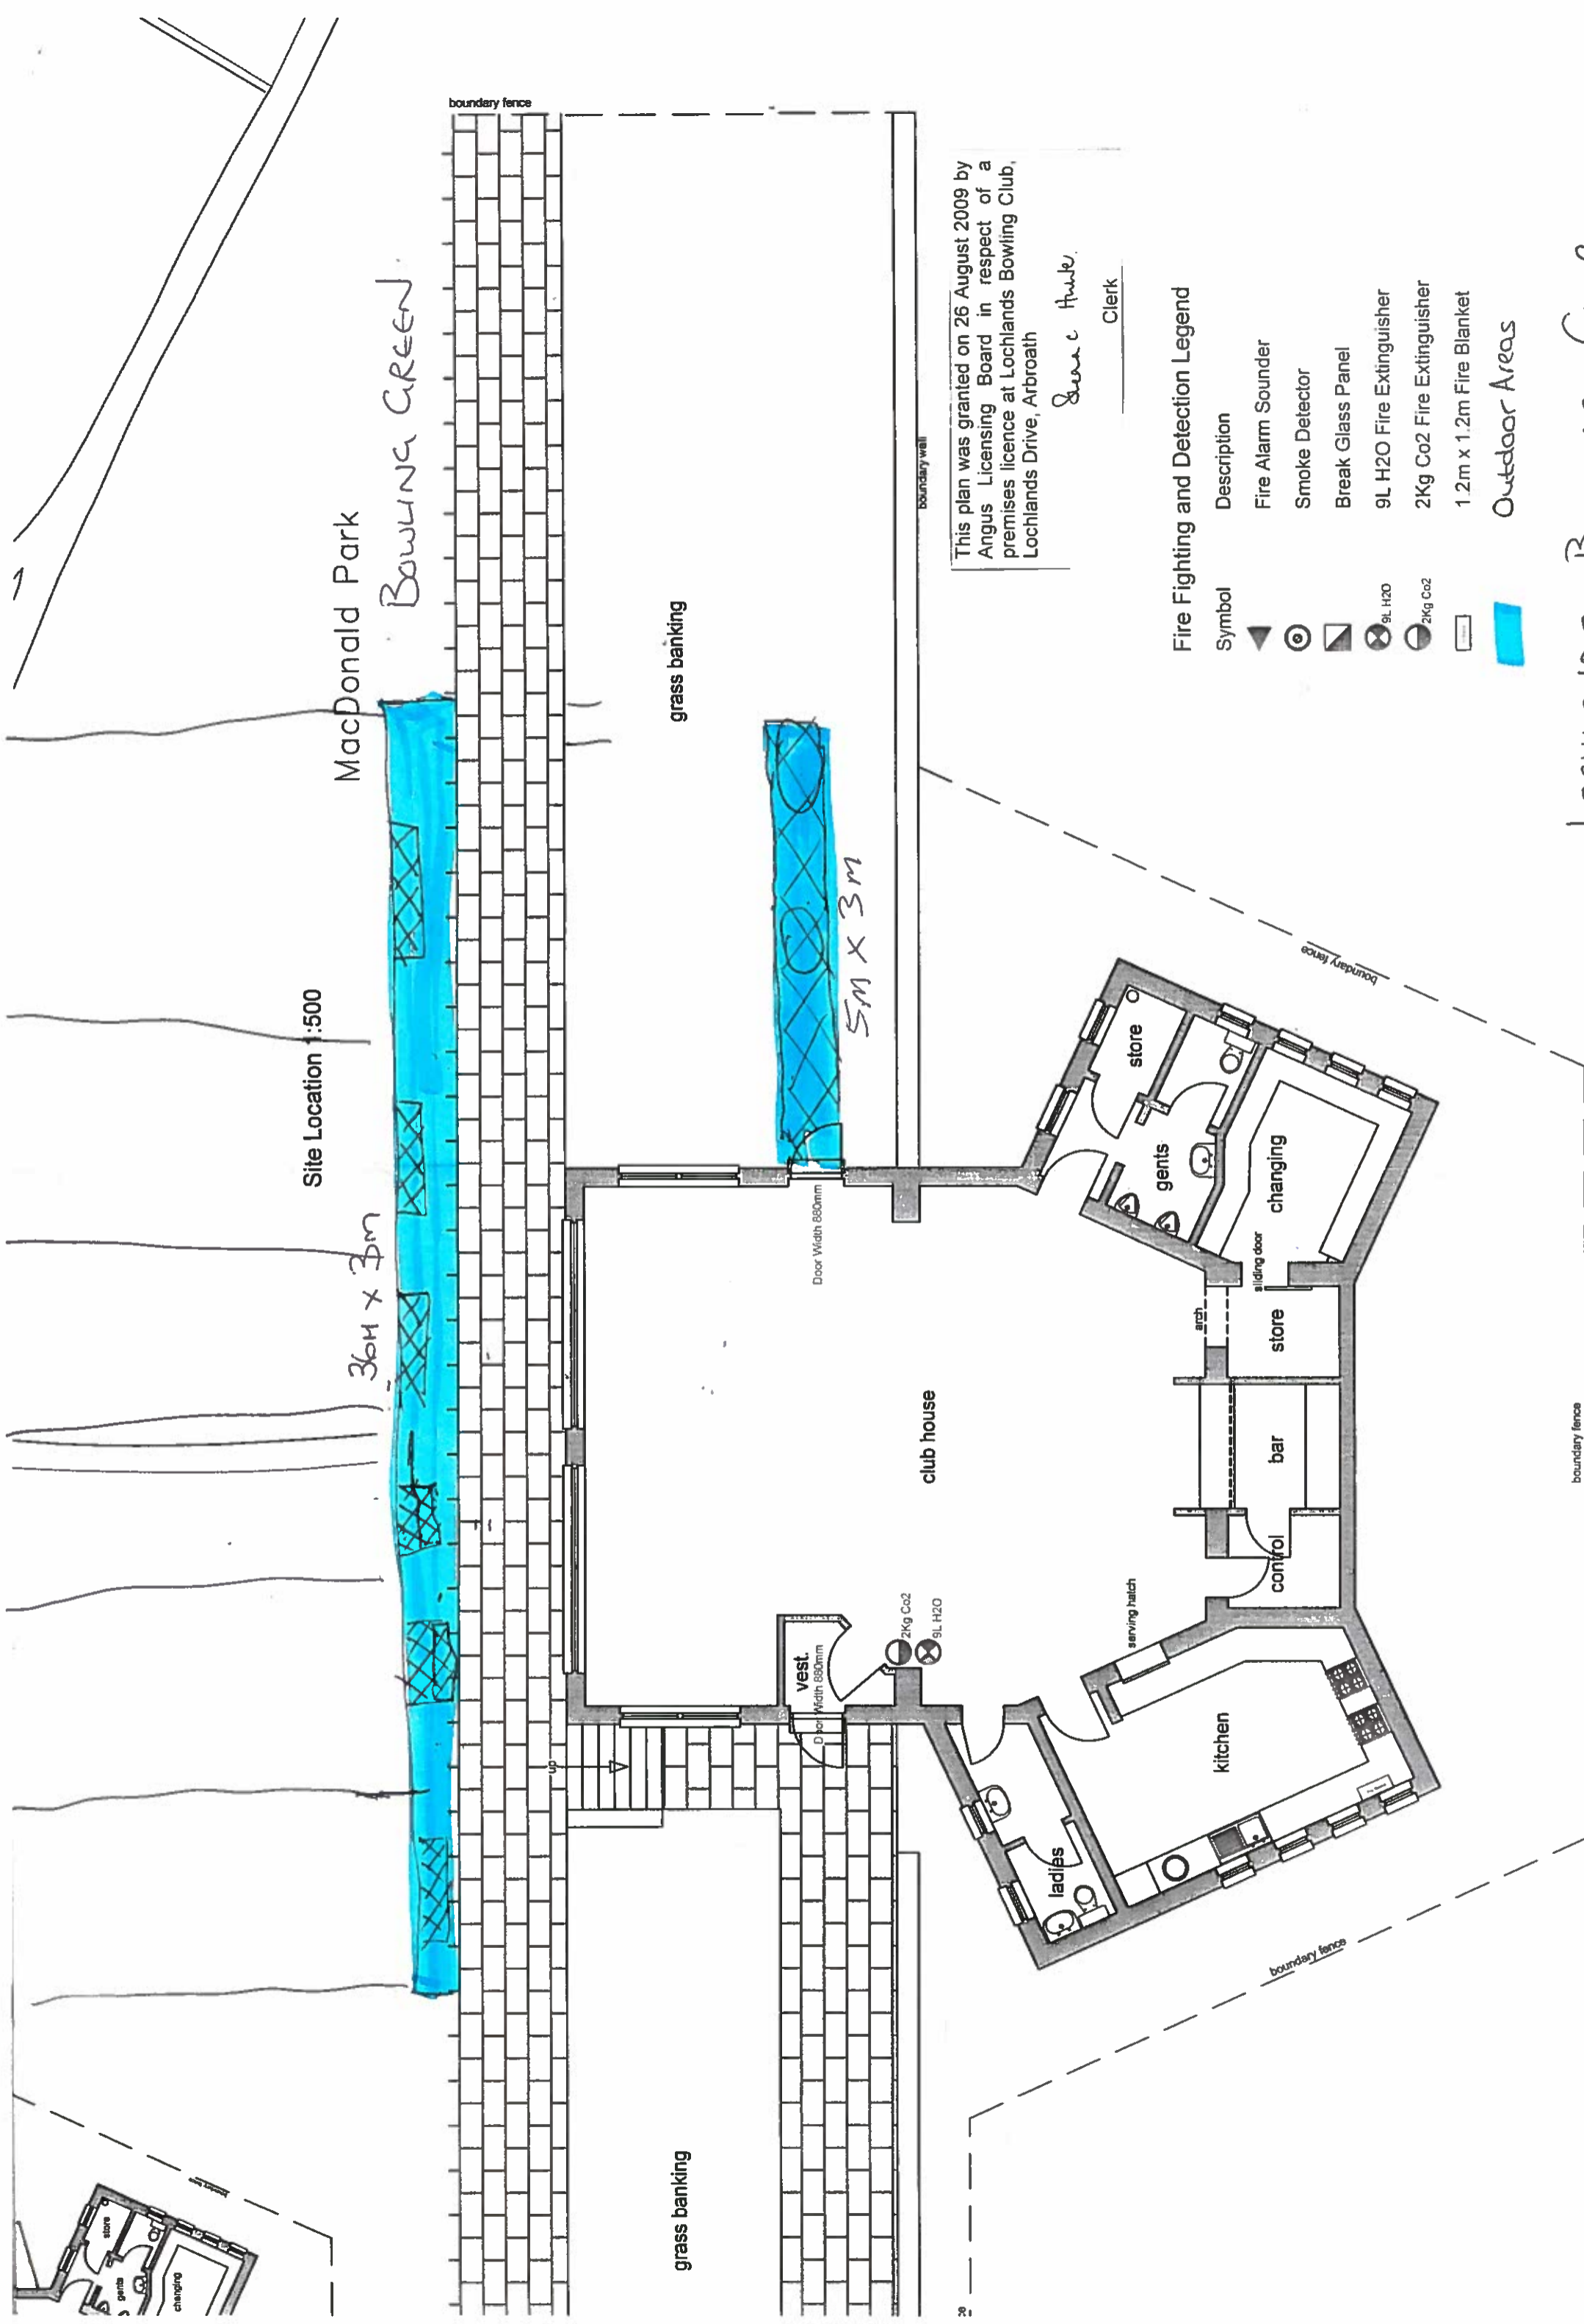 boundary fence
MacDonald Park
BOWLING GREEN.
Site Location 1:500
36M x 3m
grass banking
5M x 3M
boundary wall
This plan was granted on 26 August 2009 by
Angus Licensing Board in respect of a
premises licence at Lochlands Bowling Club,
Lochlands Drive, Arbroath
Clerk
Fire Fighting and Detection Legend
Symbol Description
Fire Alarm Sounder
Smoke Detector
Break Glass Panel
9L H2O 9L H2O Fire Extinguisher
2Kg Co2 2Kg Co2 Fire Extinguisher
1.2m x 1.2m Fire Blanket
Outdoor Areas
boundary fence
store
gents
changing
sliding door
arch
store
bar
control
Door Width 880mm
club house
serving hatch
2Kg Co2
9L H2O
vest.
Door Width 880mm
up
kitchen
ladies
boundary fence
boundary fence
grass banking
store
gents
changing